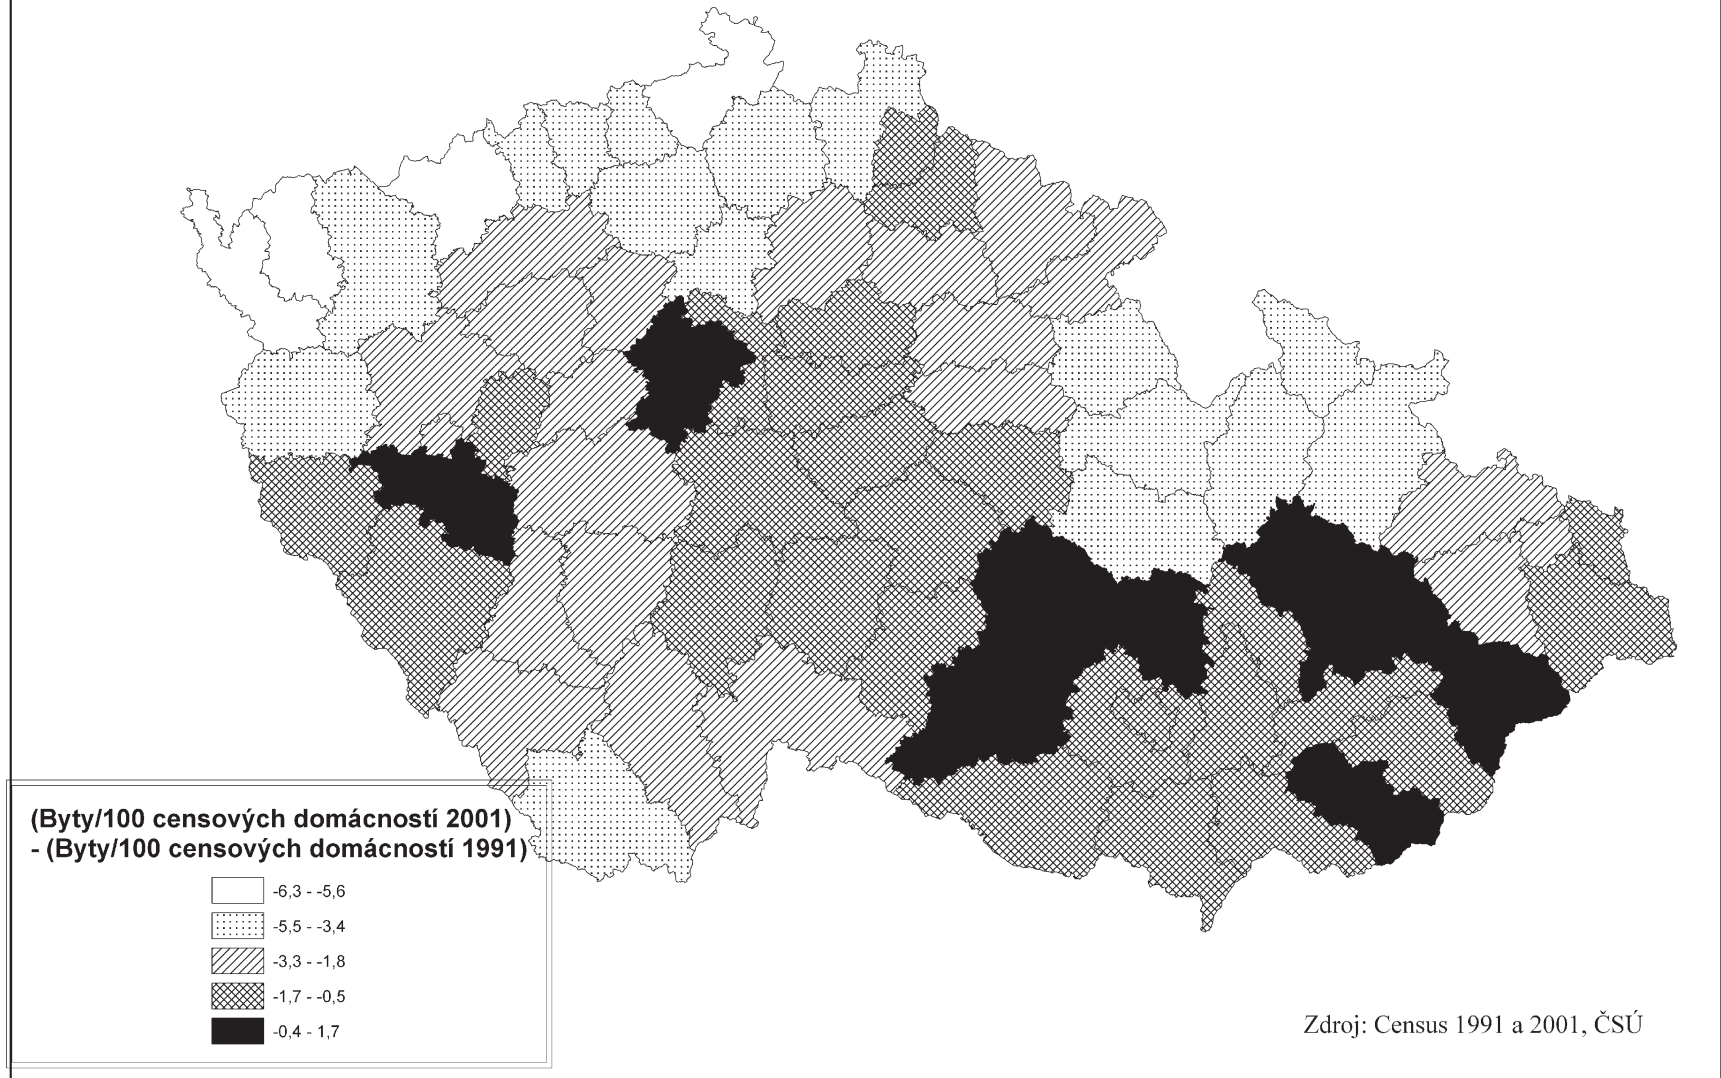 (Byty/100 censových domácností 2001)
- (Byty/100 censových domácností 1991)
-6,3 - -5,6
-5,5 - -3,4
-3,3 - -1,8
-1,7 - -0,5
-0,4 - 1,7
Zdroj: Census 1991 a 2001, ČSÚ